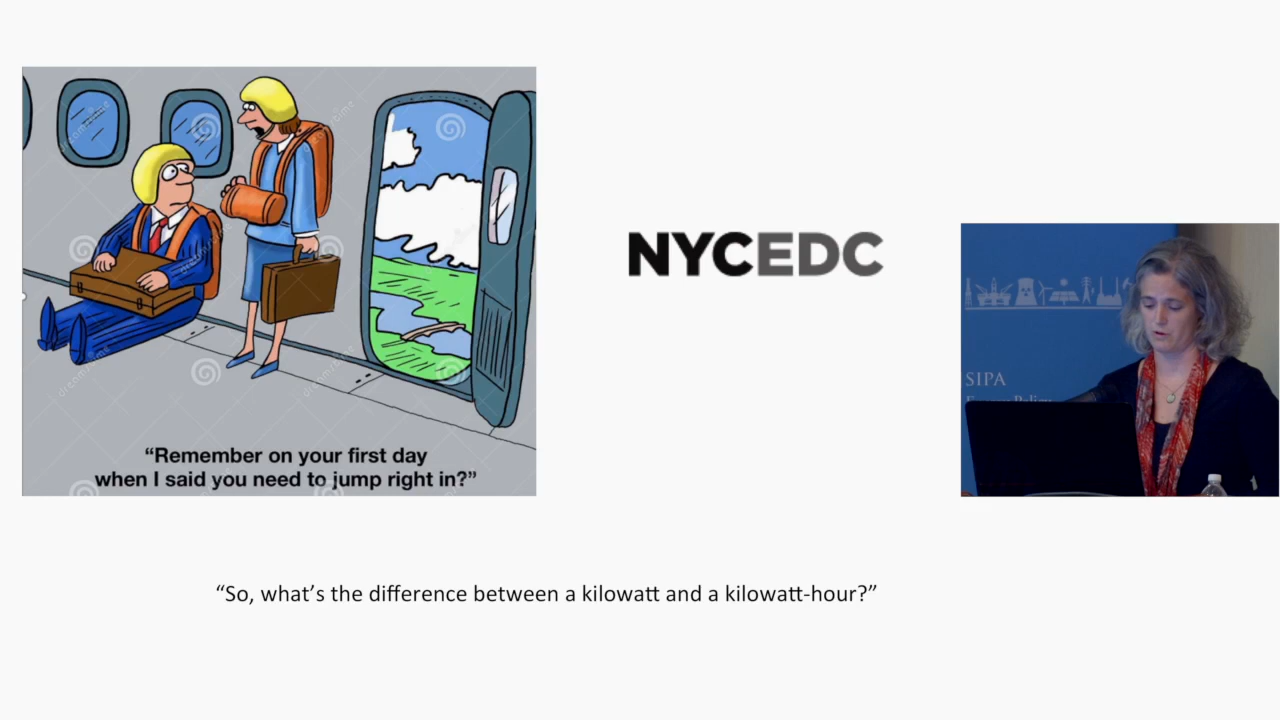 “Remember on your first day
when I said you need to jump right in?”
NYCEDC
SIPA
“So, what’s the difference between a kilowatt and a kilowatt-hour?”